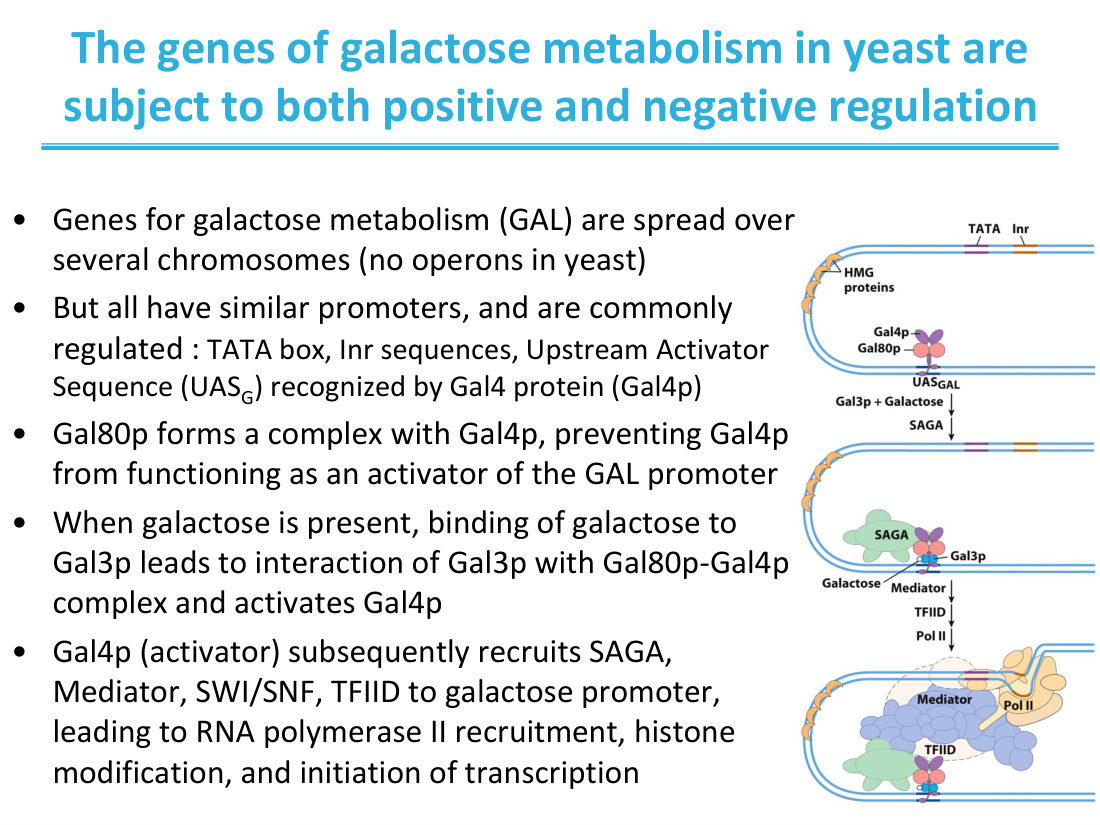 The genes of galactose metabolism in yeast are
subject to both positive and negative regulation
• Genes for galactose metabolism (GAL) are spread over
several chromosomes (no operons in yeast)
• But all have similar promoters, and are commonly
regulated : TATA box, Inr sequences, Upstream Activator
Sequence (UASG) recognized by Gal4 protein (Gal4p)
• Gal80p forms a complex with Gal4p, preventing Gal4p
from functioning as an activator of the GAL promoter
• When galactose is present, binding of galactose to
Gal3p leads to interaction of Gal3p with Gal80p-Gal4p
complex and activates Gal4p
• Gal4p (activator) subsequently recruits SAGA,
Mediator, SWI/SNF, TFIID to galactose promoter,
leading to RNA polymerase II recruitment, histone
modification, and initiation of transcription
TATA Inr
HMG
proteins
Gal4p
Gal80p
UASGAL
Gal3p + Galactose
SAGA
SAGA
Gal3p
Galactose
Mediator
TFIID
Pol II
Mediator
Pol II
TFIID